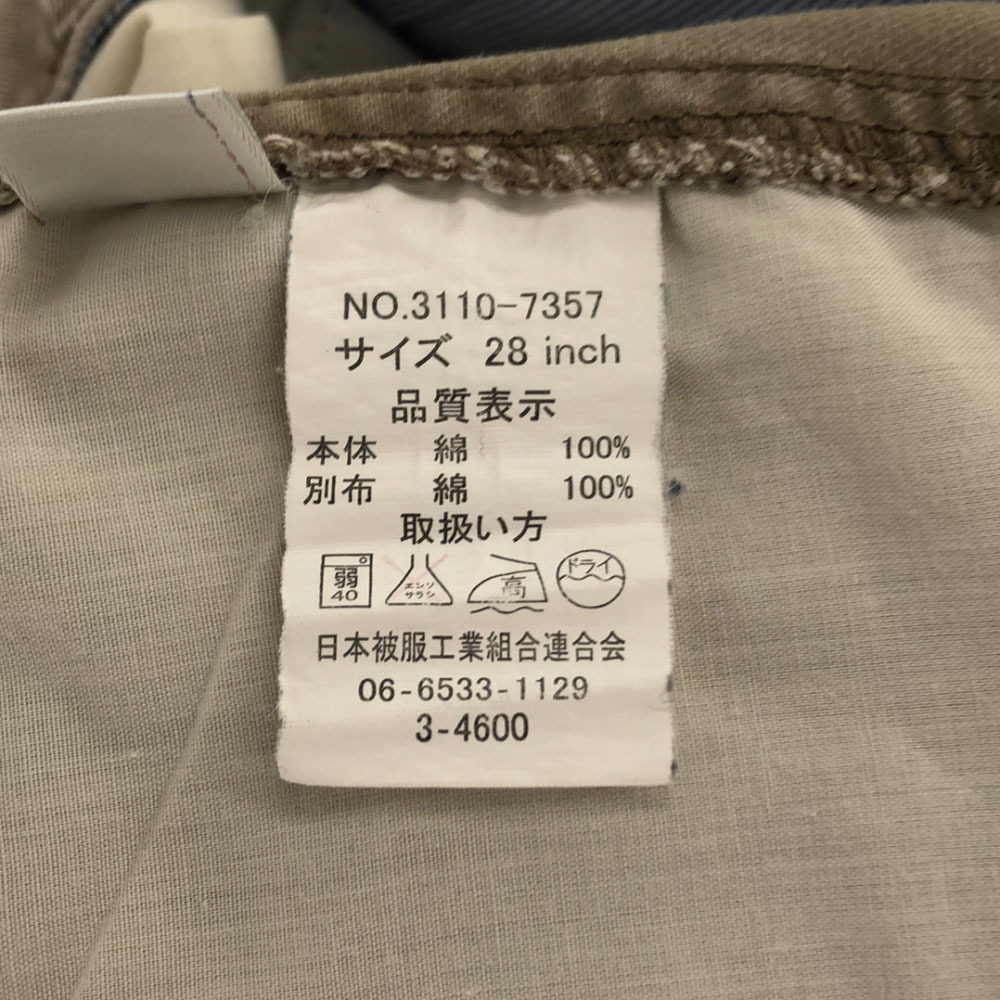 NO.3110-7357
サイズ 28 inch
品質表示
本体 綿 100%
別布 綿 100%
取扱い方
弱 40 エンソ サラシ 高 ドライ
日本被服工業組合連合会
06-6533-1129
3-4600